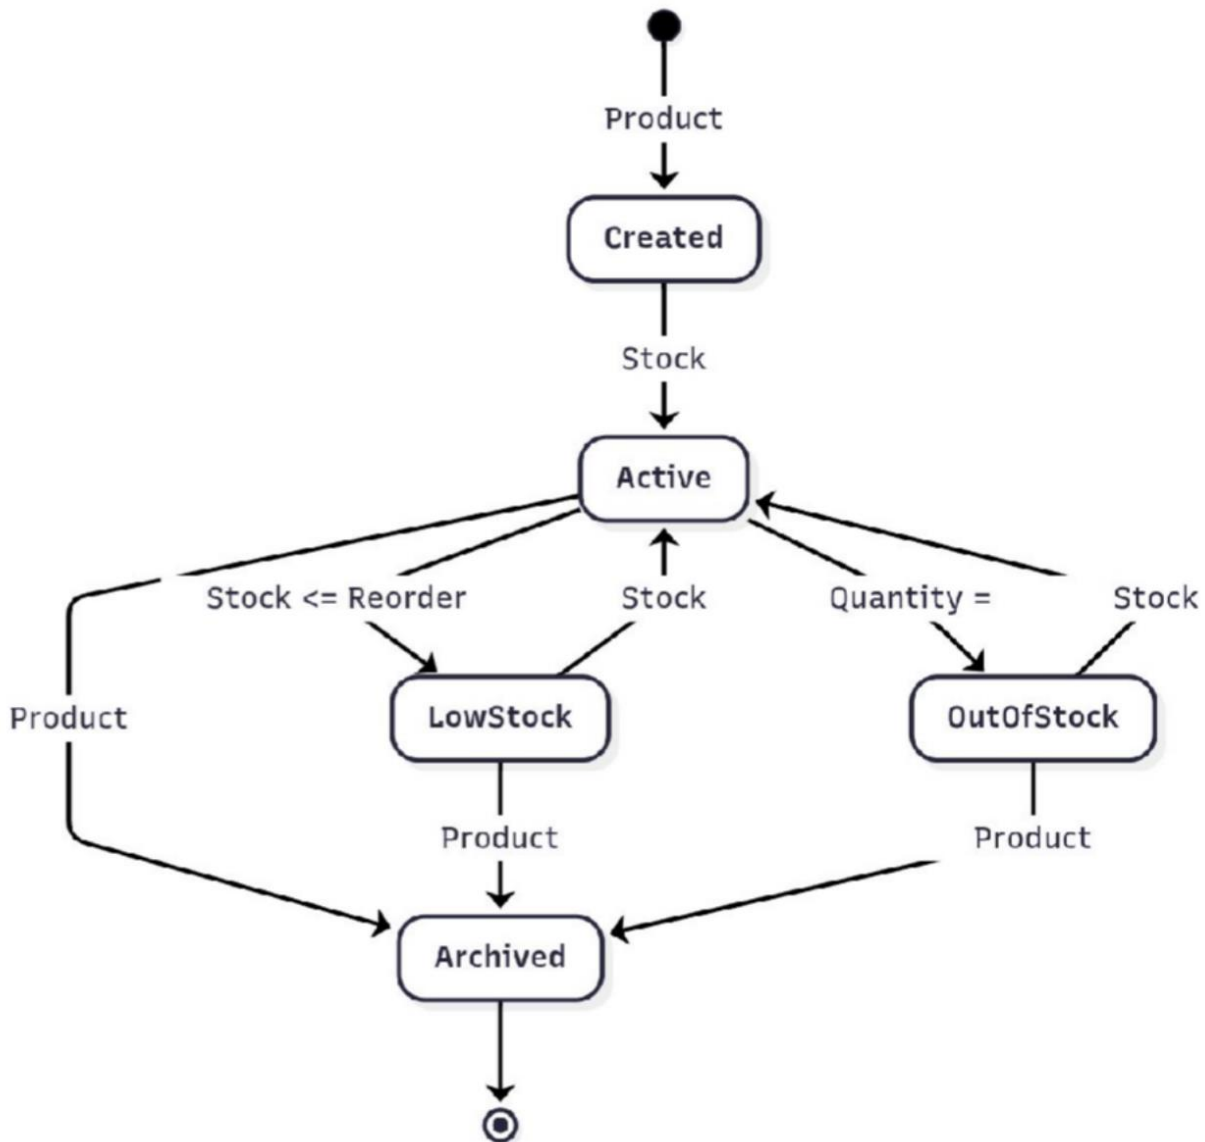 Product
Created
Stock
Active
Stock <= Reorder
Stock
Quantity =
Stock
Product
LowStock
OutOfStock
Product
Product
Archived